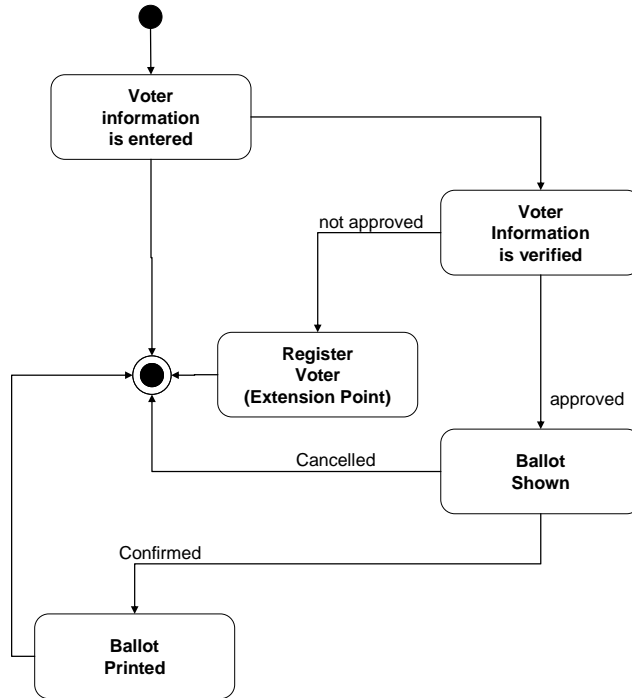 Voter
information
is entered
not approved
Voter
Information
is verified
Register
Voter
(Extension Point)
approved
Cancelled
Ballot
Shown
Confirmed
Ballot
Printed